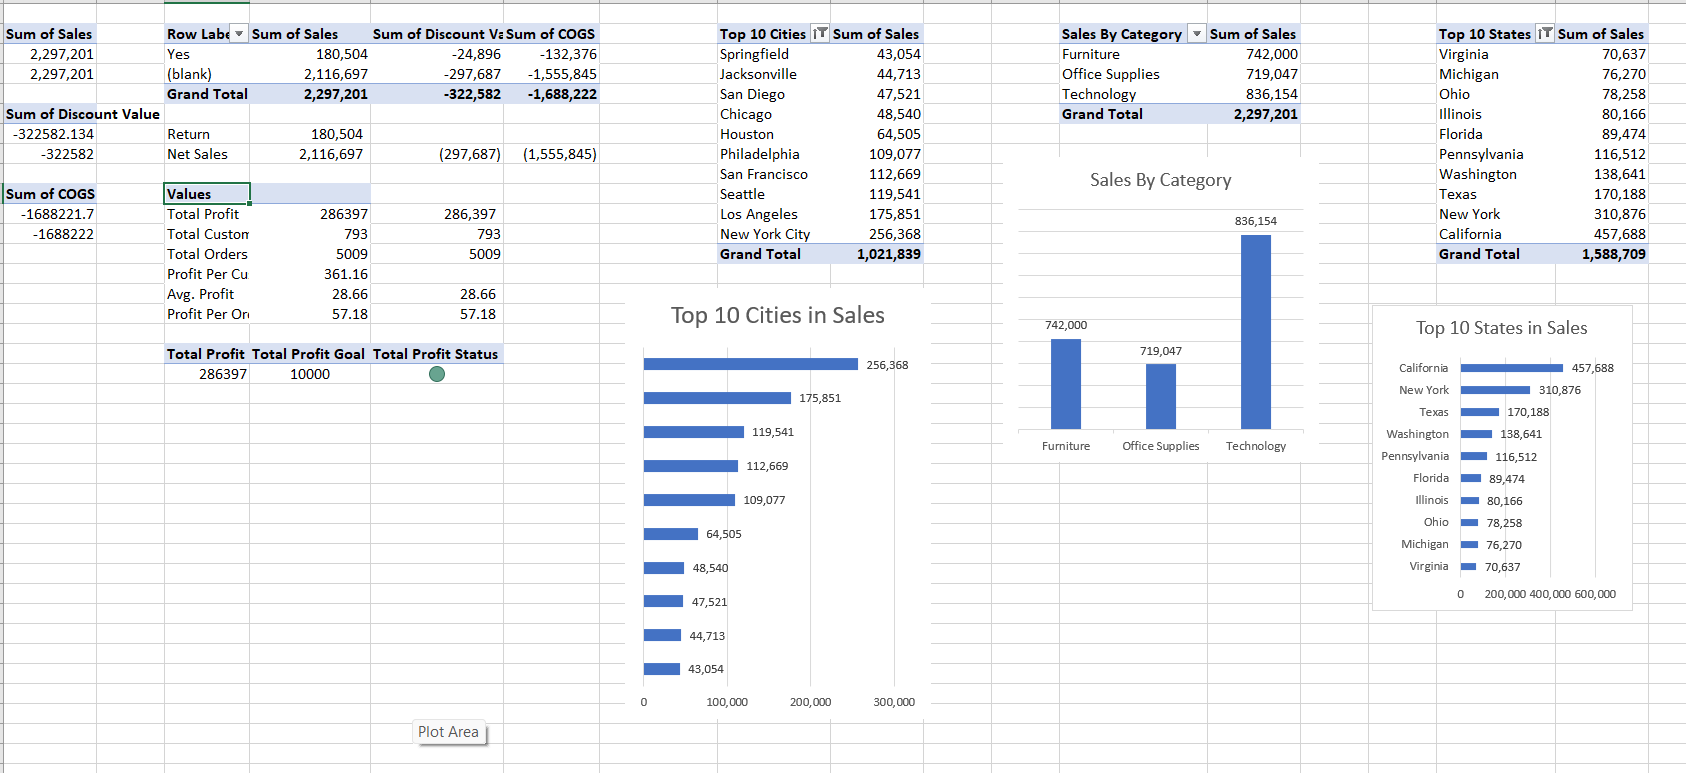 Sum of Sales
2,297,201
2,297,201
Sum of Discount Value
-322582.134
-322582
Sum of COGS
-1688221.7
-1688222
Row Labe Sum of Sales Sum of Discount Va Sum of COGS
Yes 180,504 -24,896 -132,376
(blank) 2,116,697 -297,687 -1,555,845
Grand Total 2,297,201 -322,582 -1,688,222
Return 180,504
Net Sales 2,116,697 (297,687) (1,555,845)
Values
Total Profit 286397 286,397
Total Custom 793 793
Total Orders 5009 5009
Profit Per Cu 361.16
Avg. Profit 28.66 28.66
Profit Per Or 57.18 57.18
Total Profit Total Profit Goal Total Profit Status
286397 10000
Plot Area
Top 10 Cities Sum of Sales
Springfield 43,054
Jacksonville 44,713
San Diego 47,521
Chicago 48,540
Houston 64,505
Philadelphia 109,077
San Francisco 112,669
Seattle 119,541
Los Angeles 175,851
New York City 256,368
Grand Total 1,021,839
Top 10 Cities in Sales
256,368
175,851
119,541
112,669
109,077
64,505
48,540
47,521
44,713
43,054
0 100,000 200,000 300,000
Sales By Category Sum of Sales
Furniture 742,000
Office Supplies 719,047
Technology 836,154
Grand Total 2,297,201
Sales By Category
836,154
742,000
719,047
Furniture Office Supplies Technology
Top 10 States Sum of Sales
Virginia 70,637
Michigan 76,270
Ohio 78,258
Illinois 80,166
Florida 89,474
Pennsylvania 116,512
Washington 138,641
Texas 170,188
New York 310,876
California 457,688
Grand Total 1,588,709
Top 10 States in Sales
California 457,688
New York 310,876
Texas 170,188
Washington 138,641
Pennsylvania 116,512
Florida 89,474
Illinois 80,166
Ohio 78,258
Michigan 76,270
Virginia 70,637
0 200,000 400,000 600,000